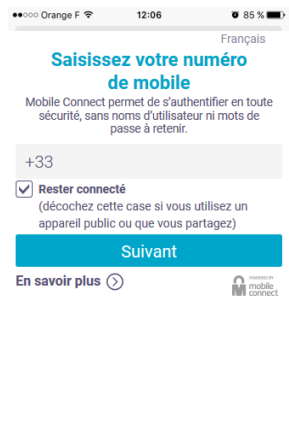 Orange F 12:06 85 %
Français
Saisissez votre numéro
de mobile
Mobile Connect permet de s'authentifier en toute
sécurité, sans noms d'utilisateur ni mots de
passe à retenir.
+33
Rester connecté
(décochez cette case si vous utilisez un
appareil public ou que vous partagez)
Suivant
En savoir plus
POWERED BY
mobile
connect